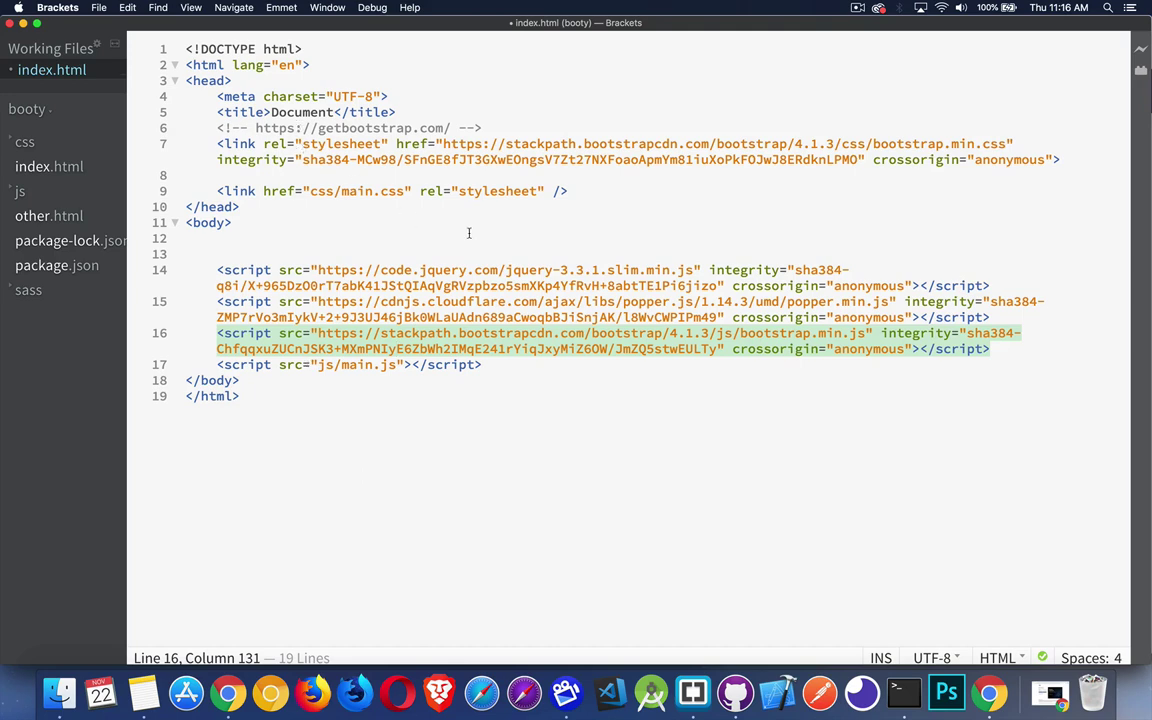 Brackets File Edit Find View Navigate Emmet Window Debug Help 100% Thu 11:16 AM
• index.html (booty) — Brackets
Working Files
• index.html
booty
css
index.html
js
other.html
package-lock.json
package.json
sass
1 <!DOCTYPE html>
2 <html lang="en">
3 <head>
4 <meta charset="UTF-8">
5 <title>Document</title>
6 <!-- https://getbootstrap.com/ -->
7 <link rel="stylesheet" href="https://stackpath.bootstrapcdn.com/bootstrap/4.1.3/css/bootstrap.min.css"
integrity="sha384-MCw98/SFnGE8fJT3GXwEOngsV7Zt27NXFoaoApmYm81iuXoPkFOJwJ8ERdknLPMO" crossorigin="anonymous">
8
9 <link href="css/main.css" rel="stylesheet" />
10 </head>
11 <body>
12
13
14 <script src="https://code.jquery.com/jquery-3.3.1.slim.min.js" integrity="sha384-
q8i/X+965DzO0rT7abK41JStQIAqVgRVzpbzo5smXKp4YfRvH+8abtTE1Pi6jizo" crossorigin="anonymous"></script>
15 <script src="https://cdnjs.cloudflare.com/ajax/libs/popper.js/1.14.3/umd/popper.min.js" integrity="sha384-
ZMP7rVo3mIykV+2+9J3UJ46jBk0WLaUAdn689aCwoqbBJiSnjAK/l8WvCWPIPm49" crossorigin="anonymous"></script>
16 <script src="https://stackpath.bootstrapcdn.com/bootstrap/4.1.3/js/bootstrap.min.js" integrity="sha384-
ChfqqxuZUCnJSK3+MXmPNIyE6ZbWh2IMqE241rYiqJxyMiZ6OW/JmZQ5stwEULTy" crossorigin="anonymous"></script>
17 <script src="js/main.js"></script>
18 </body>
19 </html>
Line 16, Column 131 — 19 Lines INS UTF-8 HTML Spaces: 4
NOV
22
Ps